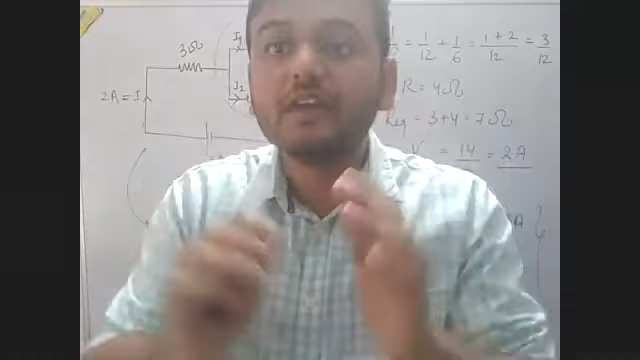 3Ω
I₁
2A = I
I₂
= 1/12 + 1/6 = 1+2/12 = 3/12
R = 4Ω
Req = 3+4 = 7Ω
V = 14 = 2A
A